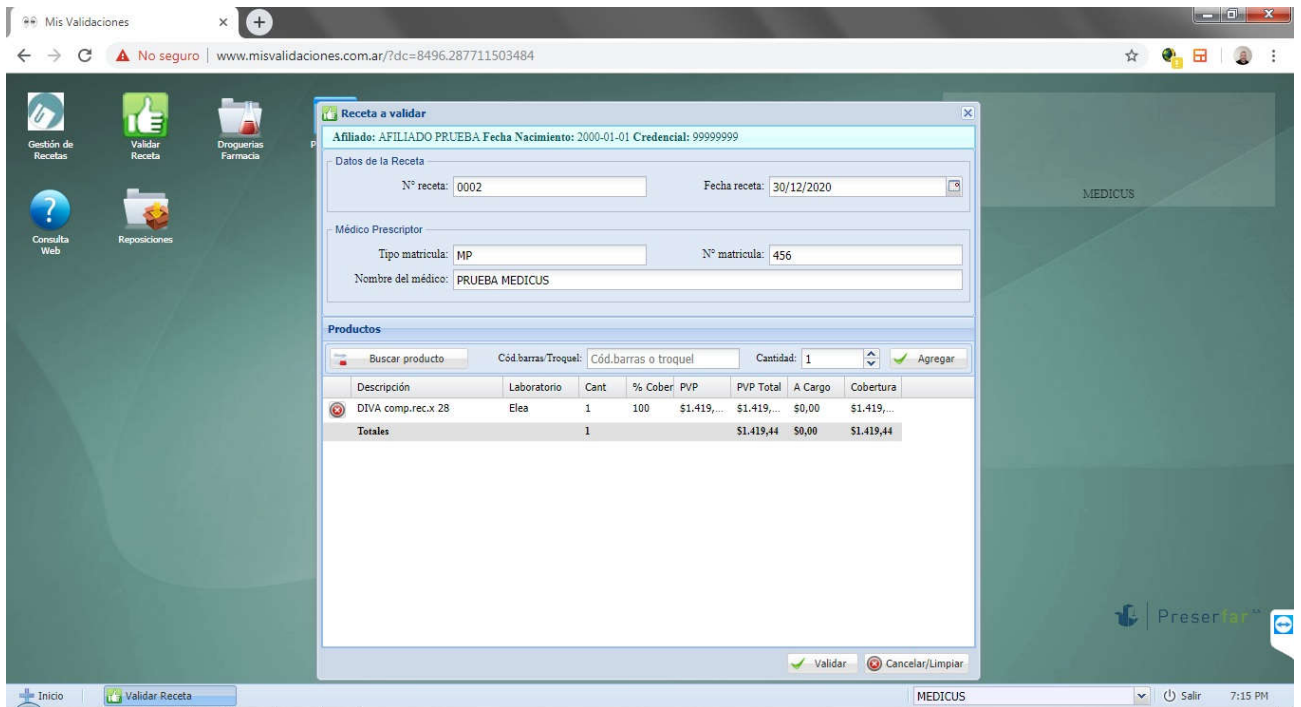 Mis Validaciones
No seguro | www.misvalidaciones.com.ar/?dc=8496.287711503484
Gestión de
Recetas
Validar
Receta
Droguerias
Farmacia
Consulta
Web
Reposiciones
MEDICUS
Receta a validar
Afiliado: AFILIADO PRUEBA Fecha Nacimiento: 2000-01-01 Credencial: 99999999
Datos de la Receta
N° receta: 0002 Fecha receta: 30/12/2020
Médico Prescriptor
Tipo matricula: MP N° matricula: 456
Nombre del médico: PRUEBA MEDICUS
Productos
Buscar producto Cód.barras/Troquel: Cód.barras o troquel Cantidad: 1 Agregar
Descripción Laboratorio Cant % Cober PVP PVP Total A Cargo Cobertura
DIVA comp.rec.x 28 Elea 1 100 $1.419,... $1.419,... $0,00 $1.419,...
Totales 1 $1.419,44 $0,00 $1.419,44
Validar Cancelar/Limpiar
Preserfar
Inicio Validar Receta MEDICUS Salir 7:15 PM